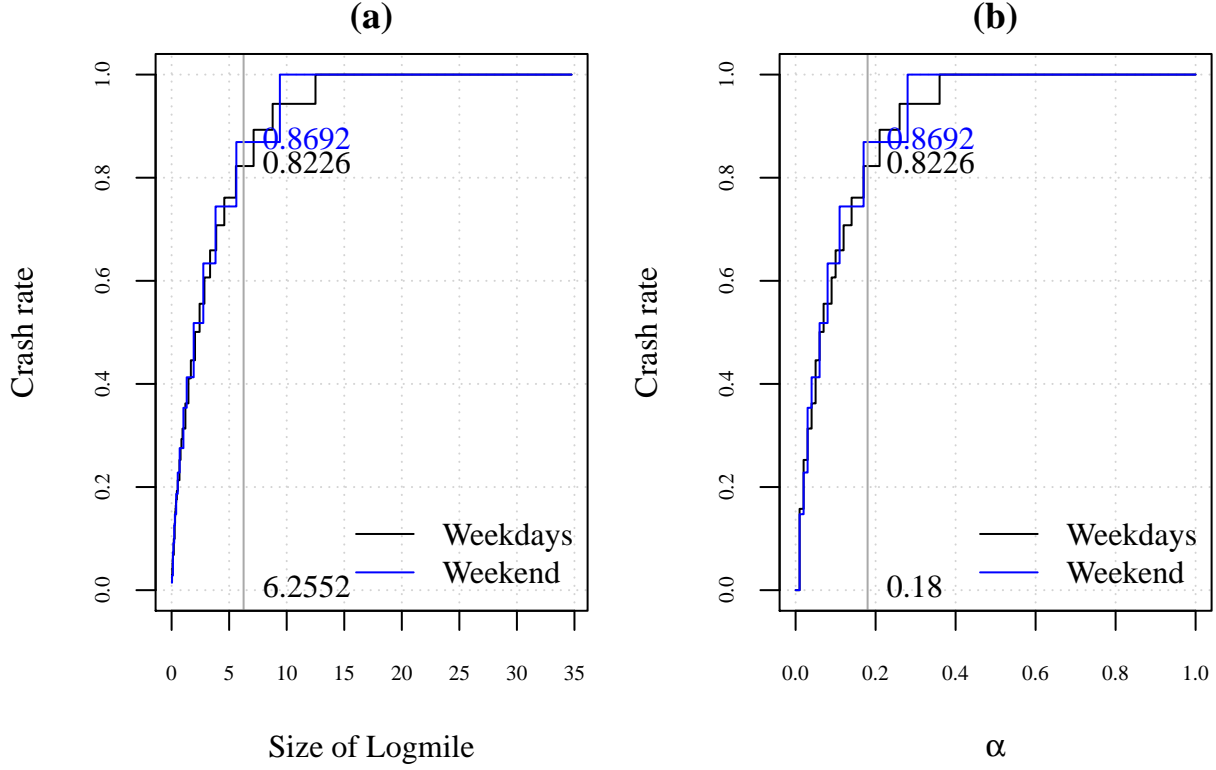 (a)
Crash rate
1.0
0.8
0.6
0.4
0.2
0.0
0.8692
0.8226
Weekdays
Weekend
6.2552
0 5 10 15 20 25 30 35
Size of Logmile
(b)
Crash rate
1.0
0.8
0.6
0.4
0.2
0.0
0.8692
0.8226
Weekdays
Weekend
0.18
0.0 0.2 0.4 0.6 0.8 1.0
α